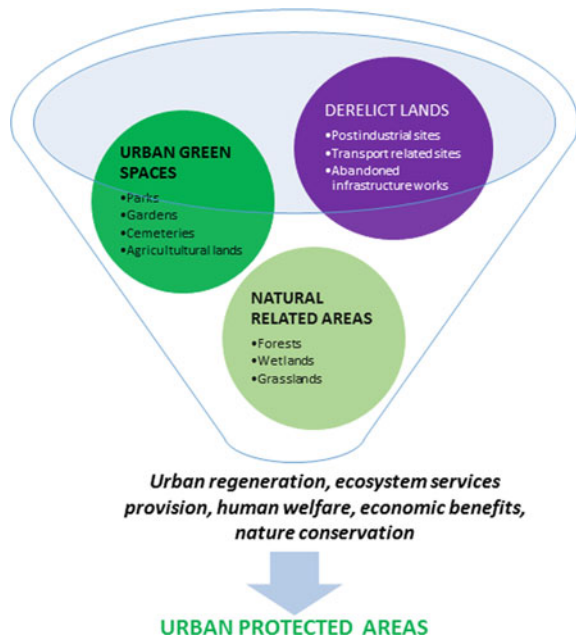 DERELICT LANDS
•Postindustrial sites
•Transport related sites
•Abandoned
infrastructure works
URBAN GREEN
SPACES
•Parks
•Gardens
•Cemeteries
•Agricultultural lands
NATURAL
RELATED AREAS
•Forests
•Wetlands
•Grasslands
Urban regeneration, ecosystem services
provision, human welfare, economic benefits,
nature conservation
URBAN PROTECTED AREAS